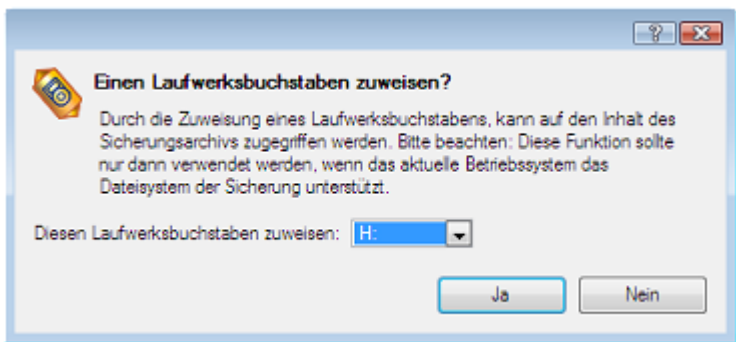 Einen Laufwerksbuchstaben zuweisen?
Durch die Zuweisung eines Laufwerksbuchstabens, kann auf den Inhalt des
Sicherungsarchivs zugegriffen werden. Bitte beachten: Diese Funktion sollte
nur dann verwendet werden, wenn das aktuelle Betriebssystem das
Dateisystem der Sicherung unterstützt.
Diesen Laufwerksbuchstaben zuweisen: H:
Ja Nein